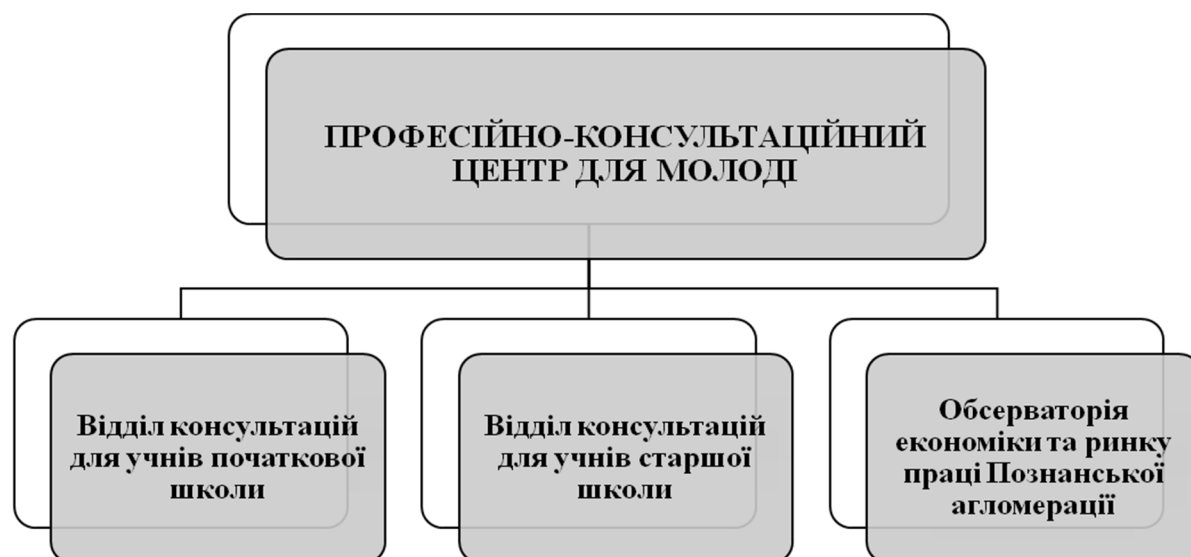 ПРОФЕСІЙНО-КОНСУЛЬТАЦІЙНИЙ
ЦЕНТР ДЛЯ МОЛОДІ
Відділ консультацій
для учнів початкової
школи
Відділ консультацій
для учнів старшої
школи
Обсерваторія
економіки та ринку
праці Познанської
агломерації